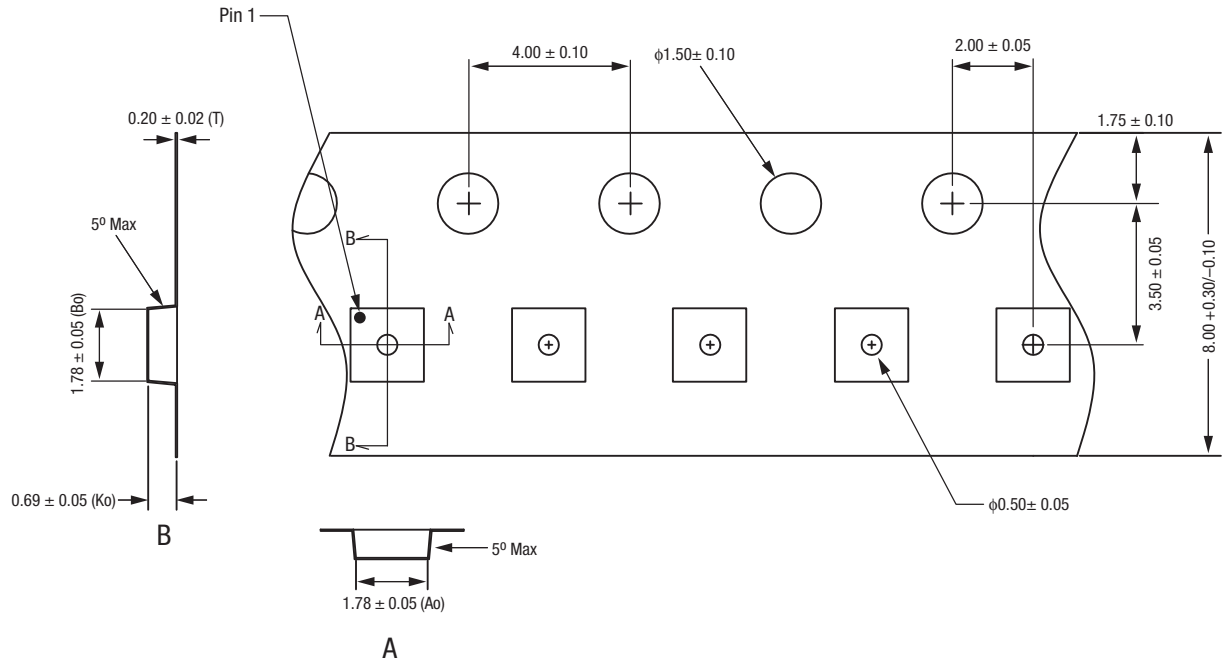 Pin 1
4.00 ± 0.10
ϕ1.50± 0.10
2.00 ± 0.05
0.20 ± 0.02 (T)
1.75 ± 0.10
5º Max
B
A
A
1.78 ± 0.05 (Bo)
3.50 ± 0.05
8.00 +0.30/–0.10
B
0.69 ± 0.05 (Ko)
ϕ0.50± 0.05
B
5º Max
1.78 ± 0.05 (Ao)
A